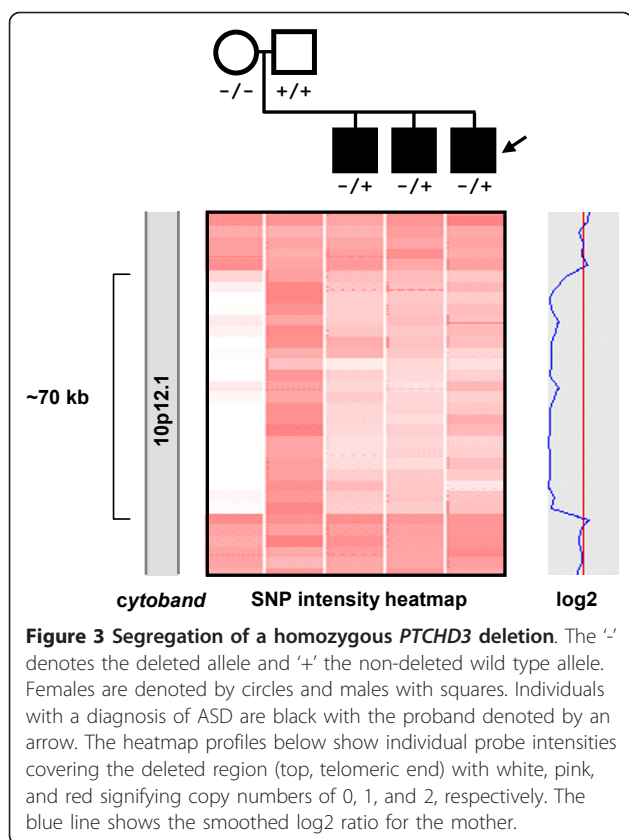 -/- +/+
-/+ -/+ -/+
~70 kb
10p12.1
cytoband SNP intensity heatmap log2
Figure 3 Segregation of a homozygous PTCHD3 deletion. The '-'
denotes the deleted allele and '+' the non-deleted wild type allele.
Females are denoted by circles and males with squares. Individuals
with a diagnosis of ASD are black with the proband denoted by an
arrow. The heatmap profiles below show individual probe intensities
covering the deleted region (top, telomeric end) with white, pink,
and red signifying copy numbers of 0, 1, and 2, respectively. The
blue line shows the smoothed log2 ratio for the mother.